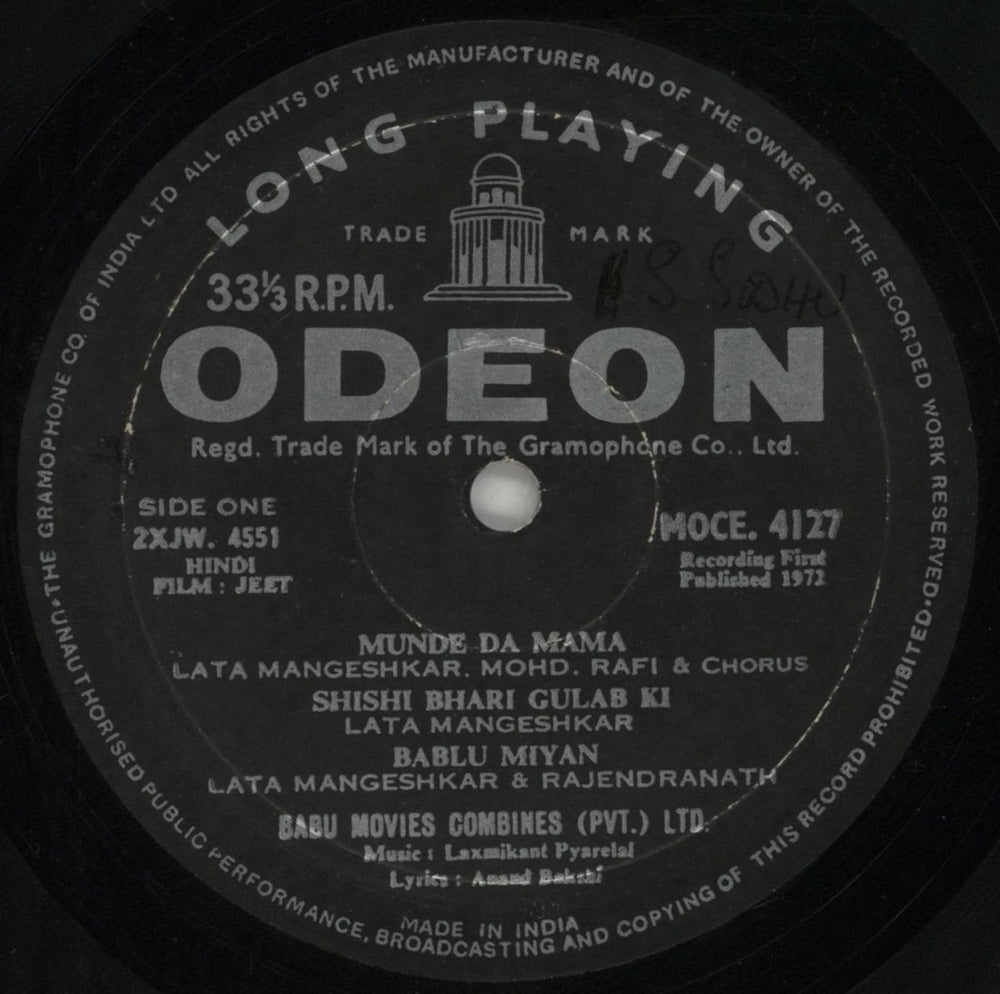 THE GRAMOPHONE CO. OF INDIA LTD ALL RIGHTS OF THE MANUFACTURER AND OF THE OWNER OF THE RECORDED WORK RESERVED • UNAUTHORISED PUBLIC PERFORMANCE, BROADCASTING AND COPYING OF THIS RECORD PROHIBITED •
LONG PLAYING
TRADE MARK
33⅓ R.P.M.
ODEON
Regd. Trade Mark of The Gramophone Co., Ltd.
SIDE ONE
2XJW. 4551
HINDI
FILM : JEET
MOCE. 4127
Recording First
Published 1972
MUNDE DA MAMA
LATA MANGESHKAR, MOHD. RAFI & CHORUS
SHISHI BHARI GULAB KI
LATA MANGESHKAR
BABLU MIYAN
LATA MANGESHKAR & RAJENDRANATH
BABU MOVIES COMBINES (PVT.) LTD.
Music : Laxmikant Pyarelal
Lyrics : Anand Bakshi
MADE IN INDIA